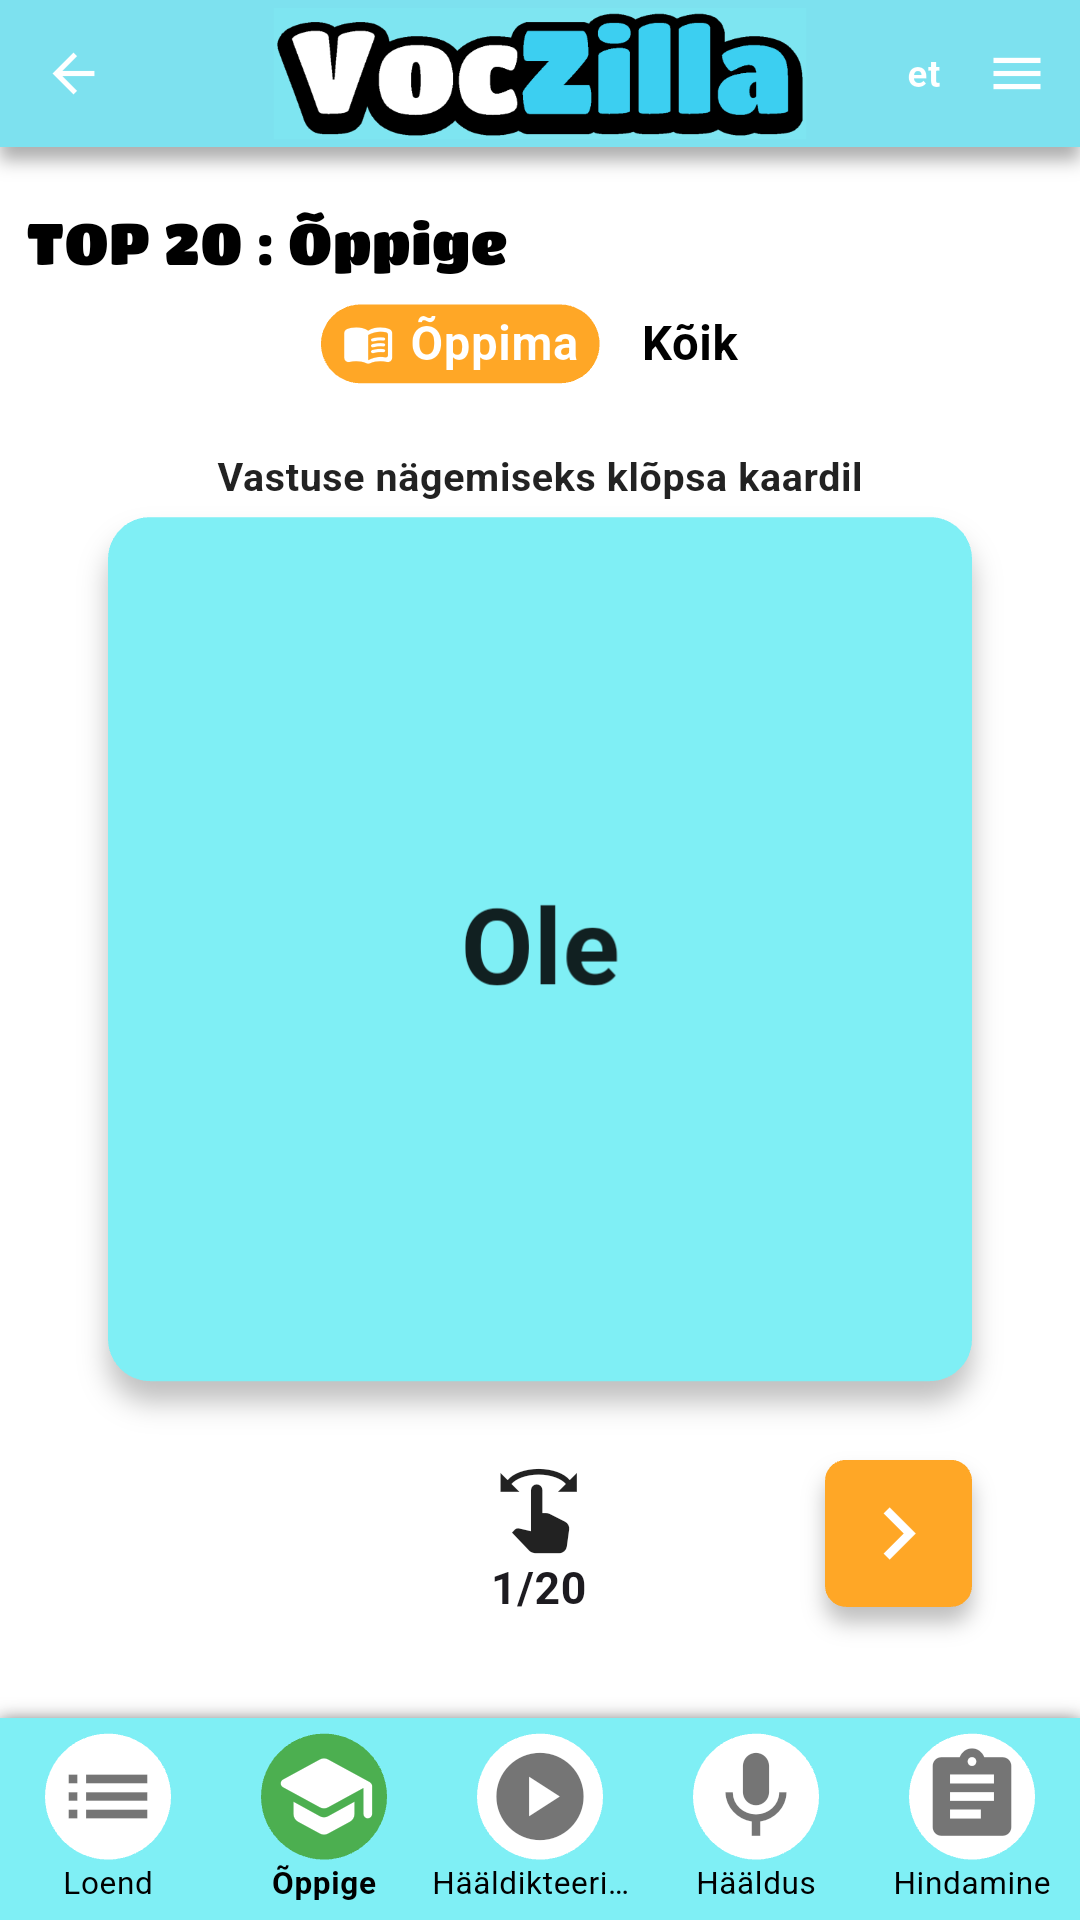 VocZilla
et
TOP 20 : Õppige
Õppima
Kõik
Vastuse nägemiseks klõpsa kaardil
Ole
1/20
Loend
Õppige
Hääldikteeri...
Hääldus
Hindamine